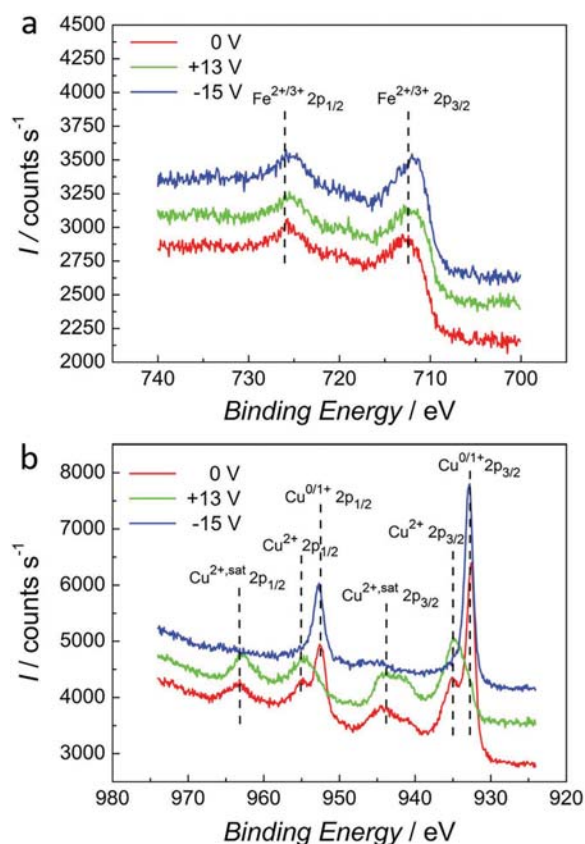 a
4500
4250
4000
3750
3500
3250
3000
2750
2500
2250
2000
I / counts s⁻¹
0 V
+13 V
-15 V
Fe²⁺/³⁺ 2p₁/₂
Fe²⁺/³⁺ 2p₃/₂
740 730 720 710 700
Binding Energy / eV
b
8000
7000
6000
5000
4000
3000
I / counts s⁻¹
0 V
+13 V
-15 V
Cu⁰/¹⁺ 2p₃/₂
Cu⁰/¹⁺ 2p₁/₂
Cu²⁺ 2p₁/₂
Cu²⁺ 2p₃/₂
Cu²⁺,ˢᵃᵗ 2p₁/₂
Cu²⁺,ˢᵃᵗ 2p₃/₂
980 970 960 950 940 930 920
Binding Energy / eV